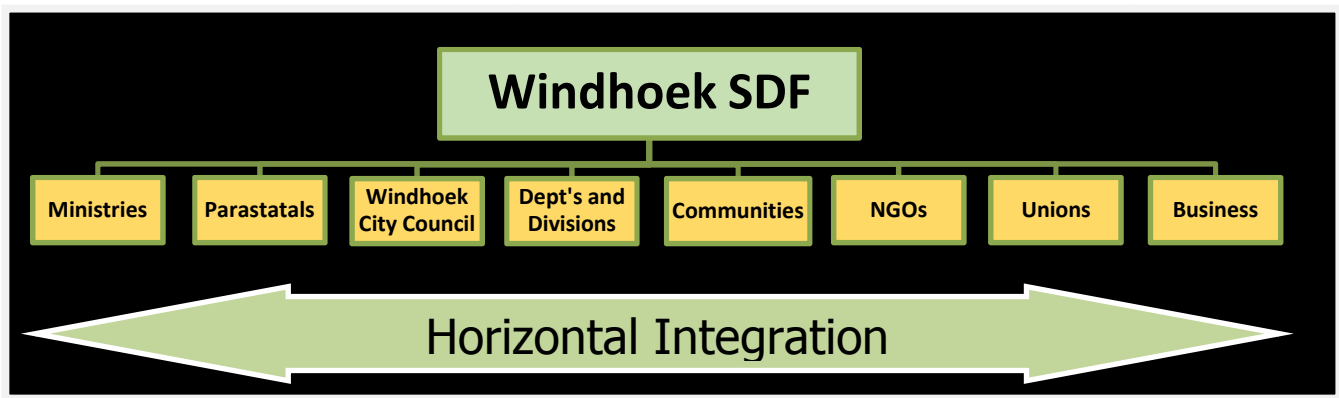 Windhoek SDF
Ministries
Parastatals
Windhoek
City Council
Dept's and
Divisions
Communities
NGOs
Unions
Business
Horizontal Integration